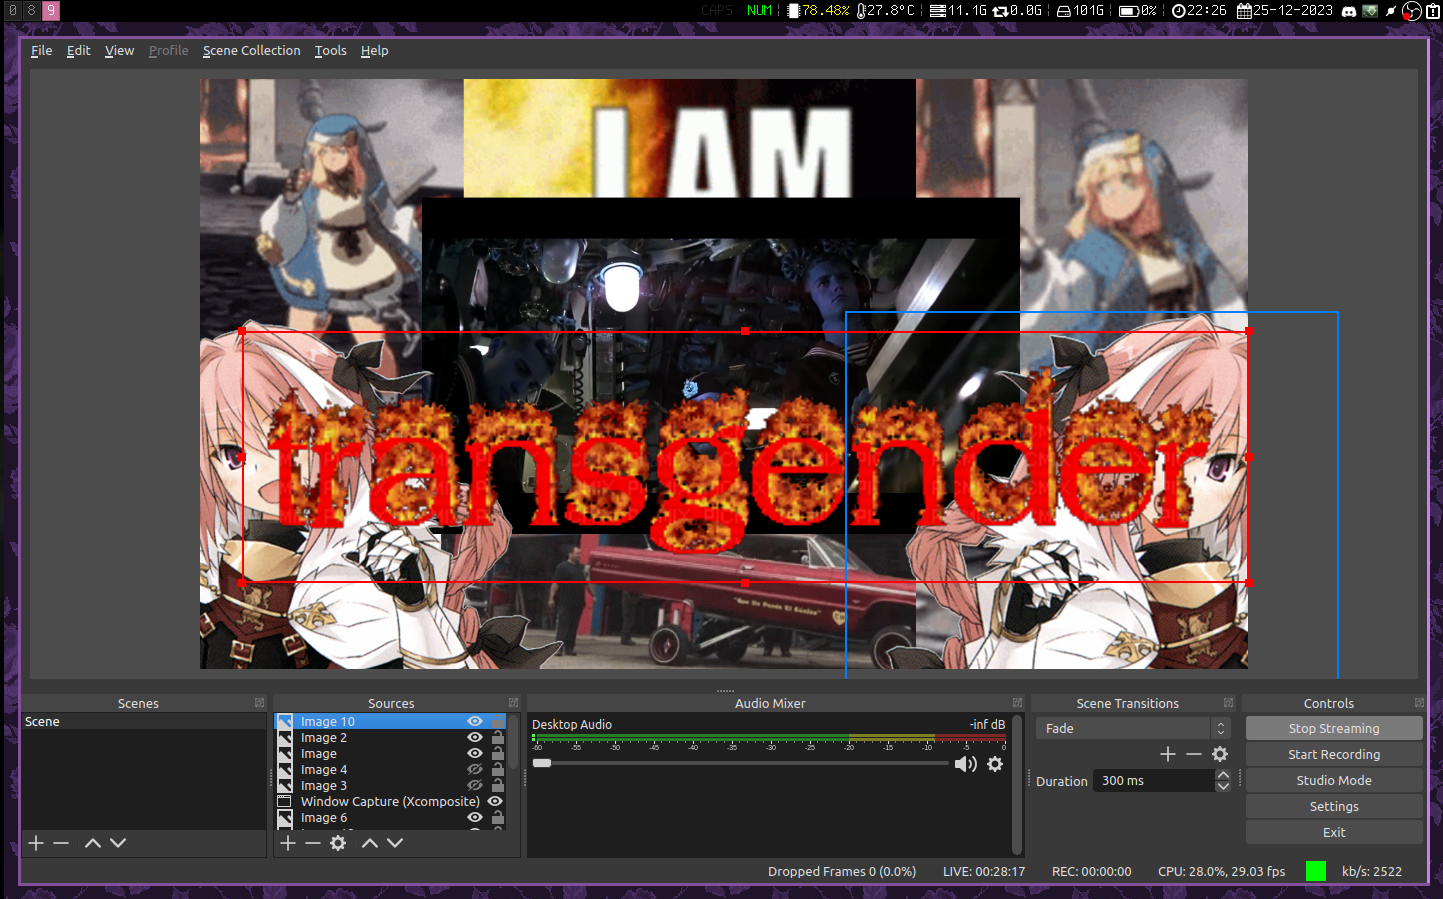 0 8 9
CAPS NUM 78.48% 27.8°C 11.1G 0.0G 101G 0% 22:26 25-12-2023
File Edit View Profile Scene Collection Tools Help
I AM
transgender
Scenes
Scene
Sources
Image 10
Image 2
Image
Image 4
Image 3
Window Capture (Xcomposite)
Image 6
Audio Mixer
Desktop Audio -inf dB
-60 -55 -50 -45 -40 -35 -30 -25 -20 -15 -10 -5 0
Scene Transitions
Fade
Duration 300 ms
Controls
Stop Streaming
Start Recording
Studio Mode
Settings
Exit
Dropped Frames 0 (0.0%) LIVE: 00:28:17 REC: 00:00:00 CPU: 28.0%, 29.03 fps kb/s: 2522